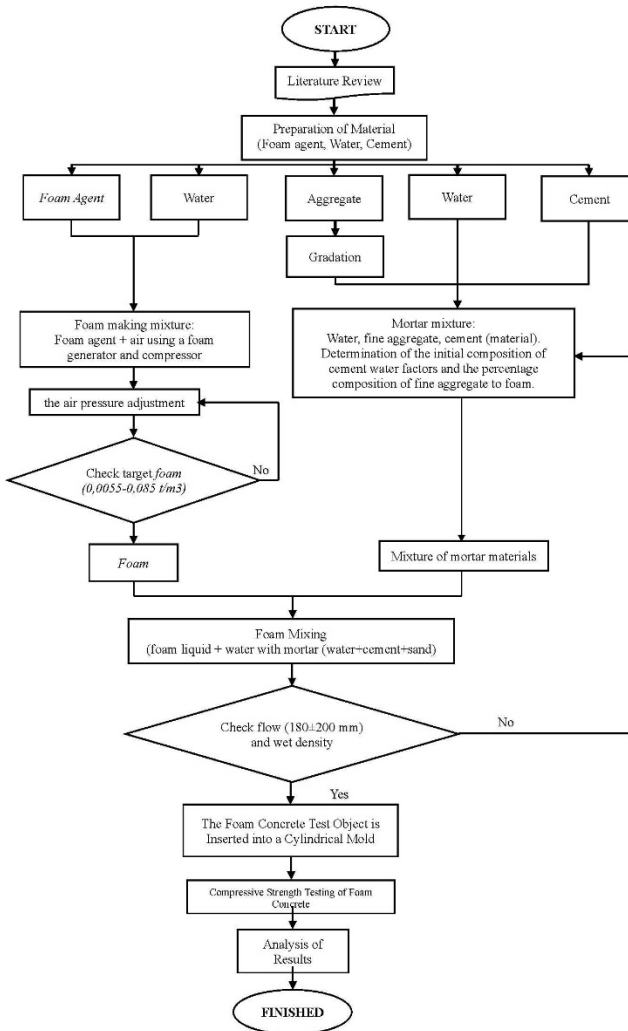 START
Literature Review
Preparation of Material
(Foam agent, Water, Cement)
Foam Agent
Water
Aggregate
Water
Cement
Gradation
Foam making mixture:
Foam agent + air using a foam
generator and compressor
Mortar mixture:
Water, fine aggregate, cement (material).
Determination of the initial composition of
cement water factors and the percentage
composition of fine aggregate to foam.
the air pressure adjustment
Check target foam
(0,0055-0,085 t/m3)
No
Foam
Mixture of mortar materials
Foam Mixing
(foam liquid + water with mortar (water+cement+sand)
Check flow (180±200 mm)
and wet density
No
Yes
The Foam Concrete Test Object is
Inserted into a Cylindrical Mold
Compressive Strength Testing of Foam
Concrete
Analysis of
Results
FINISHED